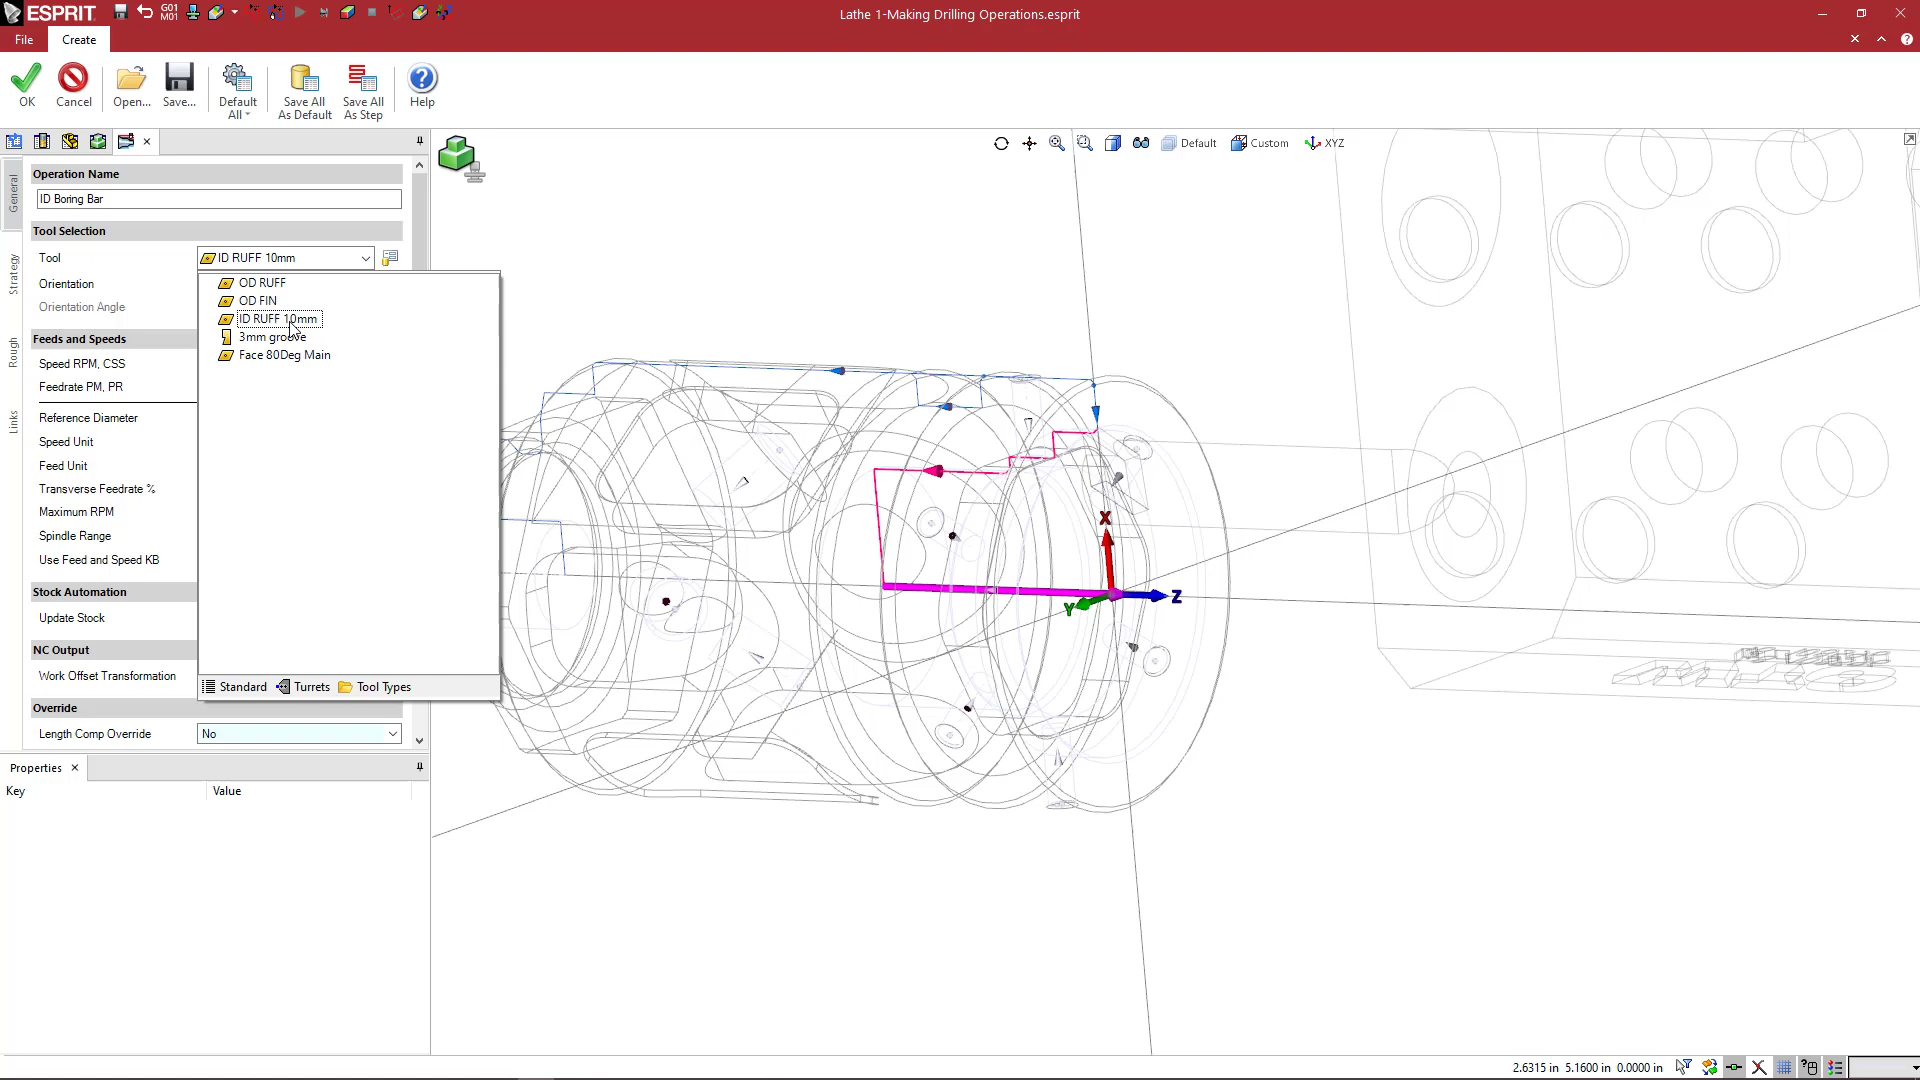 ESPRIT
G01
M01
Lathe 1-Making Drilling Operations.esprit
File
Create
OK
Cancel
Open...
Save...
Default
All
Save All
As Default
Save All
As Step
Help
Default
Custom
XYZ
General
Strategy
Rough
Links
Operation Name
ID Boring Bar
Tool Selection
Tool
ID RUFF 10mm
Orientation
Orientation Angle
OD RUFF
OD FIN
ID RUFF 10mm
3mm groove
Face 80Deg Main
Standard
Turrets
Tool Types
Feeds and Speeds
Speed RPM, CSS
Feedrate PM, PR
Reference Diameter
Speed Unit
Feed Unit
Transverse Feedrate %
Maximum RPM
Spindle Range
Use Feed and Speed KB
Stock Automation
Update Stock
NC Output
Work Offset Transformation
Override
Length Comp Override
No
Properties
Key
Value
X
Y
Z
2.6315 in 5.1600 in 0.0000 in